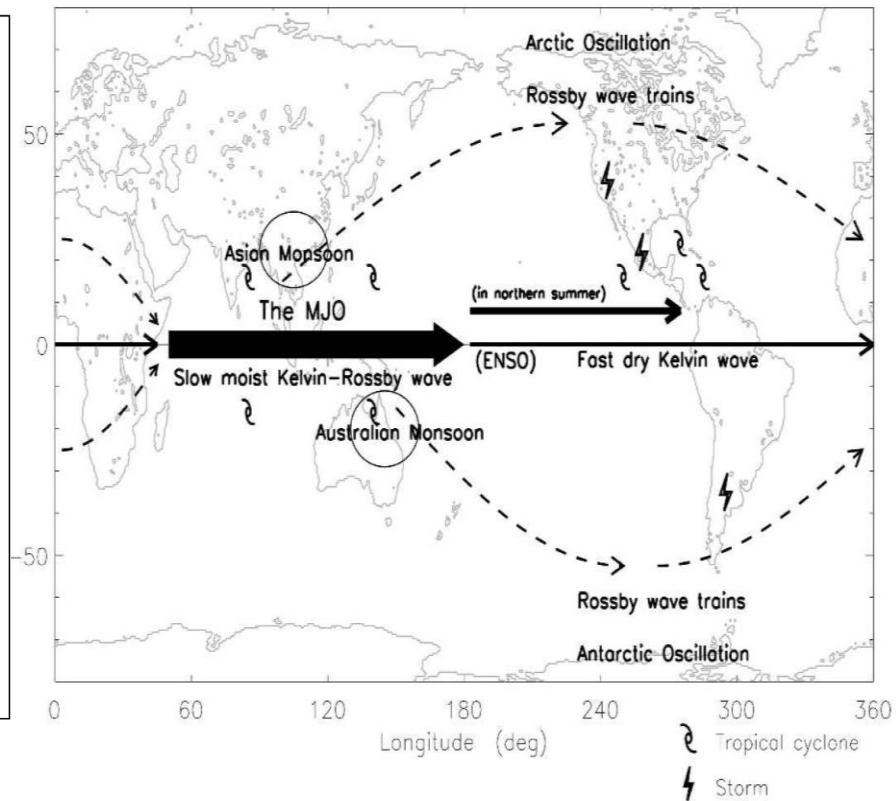 Arctic Oscillation
Rossby wave trains
50
Asian Monsoon
(in northern summer)
The MJO
0
(ENSO) Fast dry Kelvin wave
Slow moist Kelvin-Rossby wave
Australian Monsoon
-50
Rossby wave trains
Antarctic Oscillation
0 60 120 180 240 300 360
Longitude (deg)
Tropical cyclone
Storm